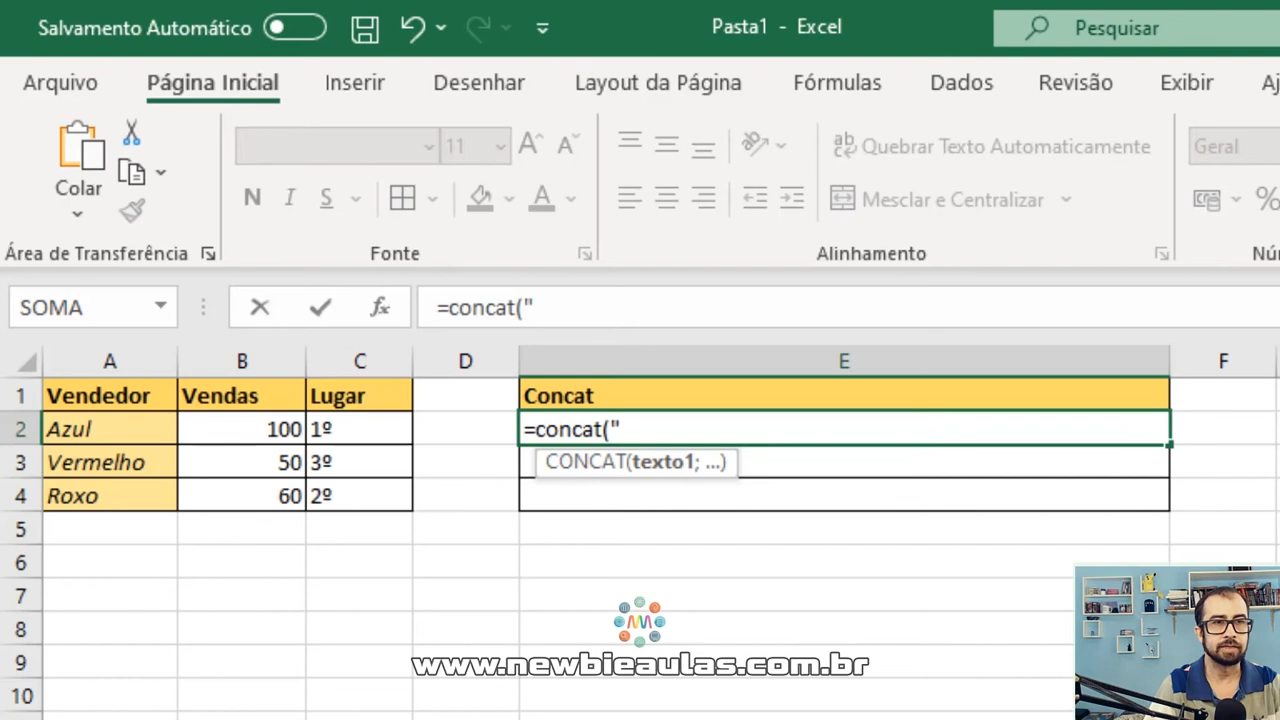 Salvamento Automático
Pasta1 - Excel
Pesquisar
Arquivo Página Inicial Inserir Desenhar Layout da Página Fórmulas Dados Revisão Exibir
11
ab Quebrar Texto Automaticamente
Geral
Colar
N I S A
Mesclar e Centralizar
%
Área de Transferência
Fonte
Alinhamento
SOMA
fx
=concat("
A B C D E F
1 Vendedor Vendas Lugar Concat
2 Azul 100 1º =concat("
3 Vermelho 50 3º CONCAT(texto1; ...)
4 Roxo 60 2º
5
6
7
8
9
10
www.newbieaulas.com.br